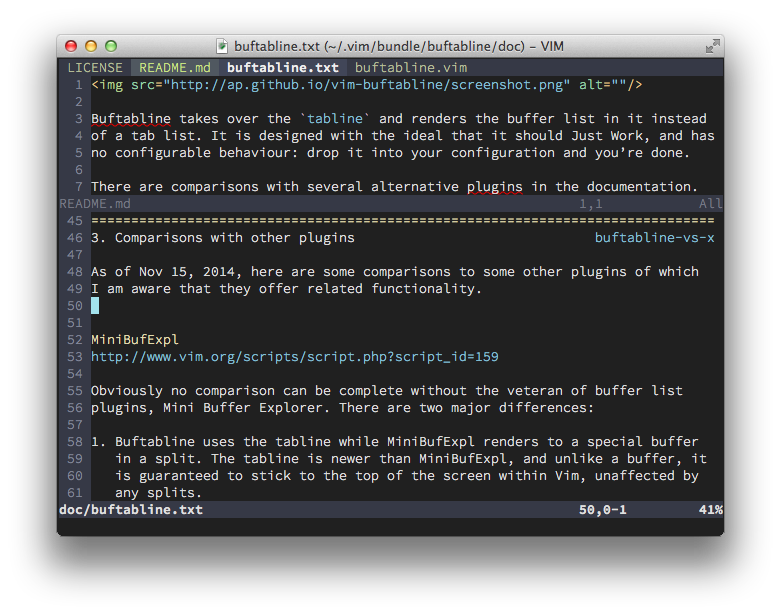 buftabline.txt (~/.vim/bundle/buftabline/doc) – VIM
LICENSE README.md buftabline.txt buftabline.vim
1 <img src="http://ap.github.io/vim-buftabline/screenshot.png" alt=""/>
2
3 Buftabline takes over the `tabline` and renders the buffer list in it instead
4 of a tab list. It is designed with the ideal that it should Just Work, and has
5 no configurable behaviour: drop it into your configuration and you’re done.
6
7 There are comparisons with several alternative plugins in the documentation.
README.md 1,1 All
45 ==============================================================================
46 3. Comparisons with other plugins buftabline-vs-x
47
48 As of Nov 15, 2014, here are some comparisons to some other plugins of which
49 I am aware that they offer related functionality.
50
51
52 MiniBufExpl
53 http://www.vim.org/scripts/script.php?script_id=159
54
55 Obviously no comparison can be complete without the veteran of buffer list
56 plugins, Mini Buffer Explorer. There are two major differences:
57
58 1. Buftabline uses the tabline while MiniBufExpl renders to a special buffer
59 in a split. The tabline is newer than MiniBufExpl, and unlike a buffer, it
60 is guaranteed to stick to the top of the screen within Vim, unaffected by
61 any splits.
doc/buftabline.txt 50,0-1 41%